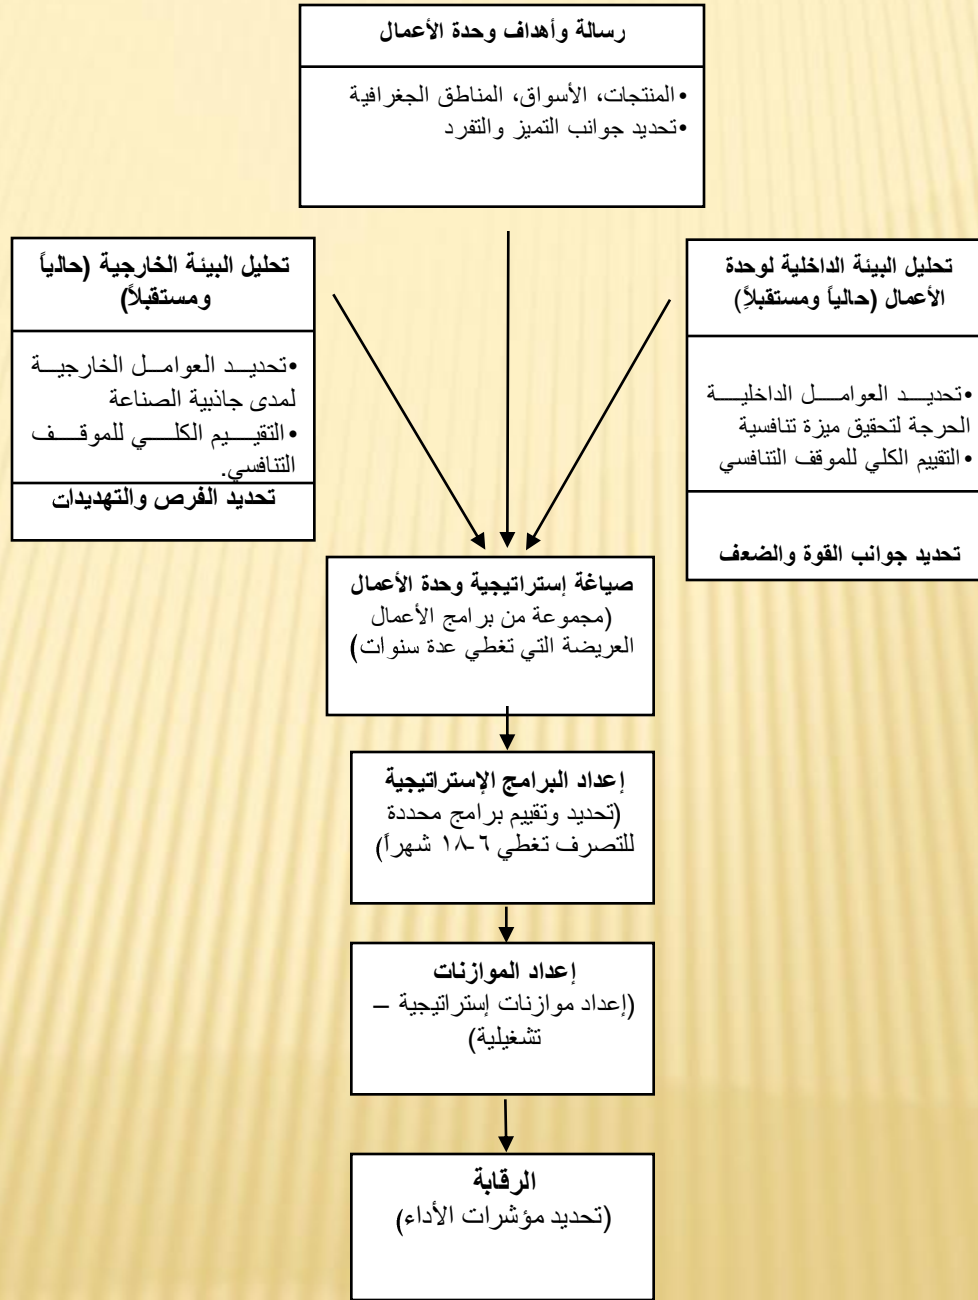 رسالة وأهداف وحدة الأعمال
•المنتجات، الأسواق، المناطق الجغرافية
•تحديد جوانب التميز والتفرد
تحليل البيئة الداخلية لوحدة
الأعمال (حالياً ومستقبلاِ)
•تحديد العوامل الداخلية
الحرجة لتحقيق ميزة تنافسية
•التقييم الكلي للموقف التنافسي
تحديد جوانب القوة والضعف
تحليل البيئة الخارجية (حالياً
ومستقبلاً)
•تحديد العوامل الخارجية
لمدى جاذبية الصناعة
•التقييم الكلي للموقف
التنافسي.
تحديد الفرص والتهديدات
صياغة إستراتيجية وحدة الأعمال
(مجموعة من برامج الأعمال
العريضة التي تغطي عدة سنوات)
إعداد البرامج الإستراتيجية
(تحديد وتقييم برامج محددة
للتصرف تغطي ٦-١٨ شهراً)
إعداد الموازنات
(إعداد موازنات إستراتيجية –
تشغيلية)
الرقابة
(تحديد مؤشرات الأداء)